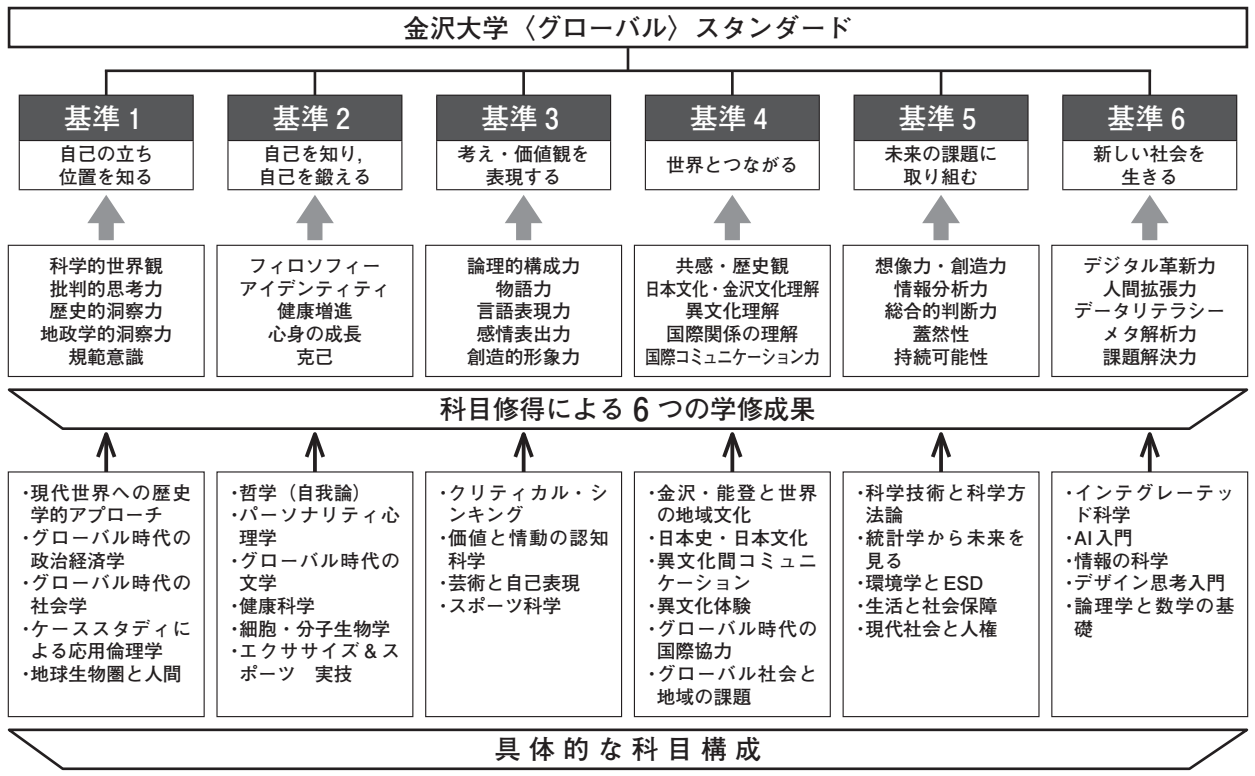 金沢大学〈グローバル〉スタンダード
基準 1
自己の立ち
位置を知る
基準 2
自己を知り,
自己を鍛える
基準 3
考え・価値観を
表現する
基準 4
世界とつながる
基準 5
未来の課題に
取り組む
基準 6
新しい社会を
生きる
科学的世界観
批判的思考力
歴史的洞察力
地政学的洞察力
規範意識
フィロソフィー
アイデンティティ
健康増進
心身の成長
克己
論理的構成力
物語力
言語表現力
感情表出力
創造的形象力
共感・歴史観
日本文化・金沢文化理解
異文化理解
国際関係の理解
国際コミュニケーション力
想像力・創造力
情報分析力
総合的判断力
蓋然性
持続可能性
デジタル革新力
人間拡張力
データリテラシー
メタ解析力
課題解決力
科目修得による 6 つの学修成果
・現代世界への歴史
学的アプローチ
・グローバル時代の
政治経済学
・グローバル時代の
社会学
・ケーススタディに
よる応用倫理学
・地球生物圏と人間
・哲学（自我論）
・パーソナリティ心
理学
・グローバル時代の
文学
・健康科学
・細胞・分子生物学
・エクササイズ＆ス
ポーツ　実技
・クリティカル・シ
ンキング
・価値と情動の認知
科学
・芸術と自己表現
・スポーツ科学
・金沢・能登と世界
の地域文化
・日本史・日本文化
・異文化間コミュニ
ケーション
・異文化体験
・グローバル時代の
国際協力
・グローバル社会と
地域の課題
・科学技術と科学方
法論
・統計学から未来を
見る
・環境学とESD
・生活と社会保障
・現代社会と人権
・インテグレーテッ
ド科学
・AI入門
・情報の科学
・デザイン思考入門
・論理学と数学の基
礎
具体的な科目構成